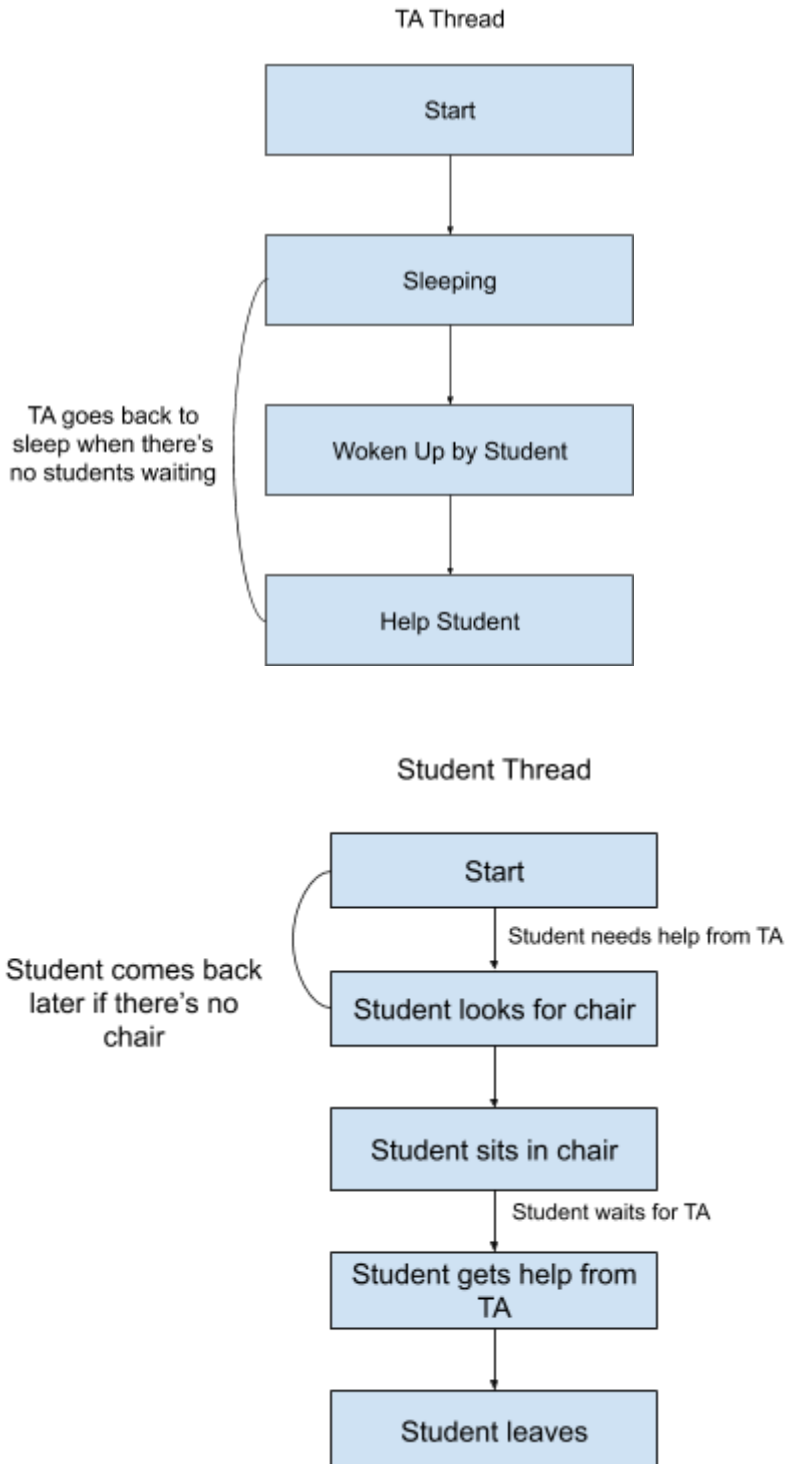 TA Thread
Start
Sleeping
TA goes back to
sleep when there's
no students waiting
Woken Up by Student
Help Student
Student Thread
Start
Student needs help from TA
Student comes back
later if there's no
chair
Student looks for chair
Student sits in chair
Student waits for TA
Student gets help from
TA
Student leaves